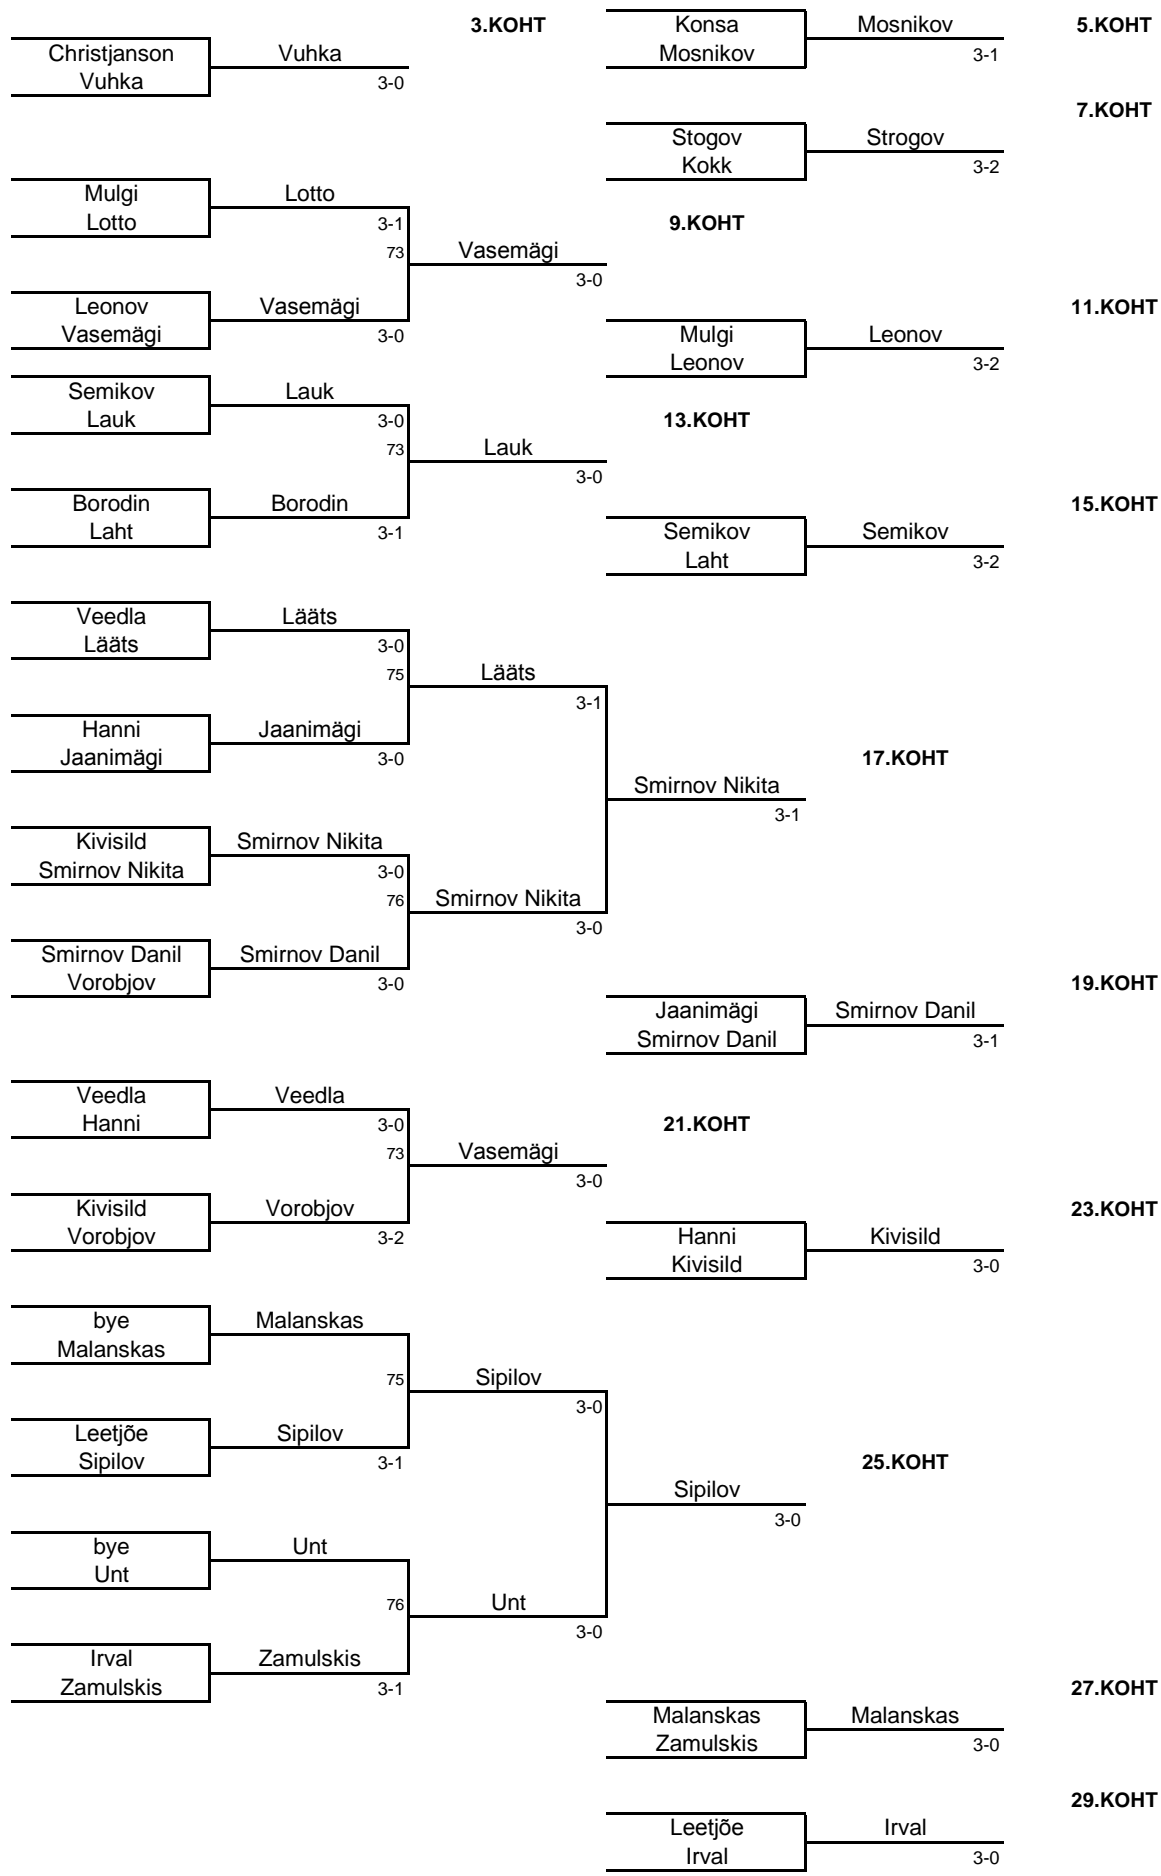 3.KOHT
Konsa Mosnikov 5.KOHT
Christjanson Vuhka
Mosnikov 3-1
Vuhka 3-0
7.KOHT
Stogov Strogov
Kokk 3-2
Mulgi Lotto
Lotto 3-1
9.KOHT
73 Vasemägi
3-0
Leonov Vasemägi 11.KOHT
Vasemägi 3-0
Mulgi Leonov
Leonov 3-2
Semikov Lauk
Lauk 3-0
13.KOHT
73 Lauk
3-0
Borodin Borodin 15.KOHT
Laht 3-1
Semikov Semikov
Laht 3-2
Veedla Lääts
Lääts 3-0
75 Lääts
3-1
Hanni Jaanimägi
Jaanimägi 3-0
17.KOHT
Smirnov Nikita
3-1
Kivisild Smirnov Nikita
Smirnov Nikita 3-0
76 Smirnov Nikita
3-0
Smirnov Danil Smirnov Danil
Vorobjov 3-0
19.KOHT
Jaanimägi Smirnov Danil
Smirnov Danil 3-1
Veedla Veedla
Hanni 3-0
21.KOHT
73 Vasemägi
3-0
Kivisild Vorobjov 23.KOHT
Vorobjov 3-2
Hanni Kivisild
Kivisild 3-0
bye Malanskas
Malanskas
75 Sipilov
3-0
Leetjõe Sipilov
Sipilov 3-1
25.KOHT
Sipilov
3-0
bye Unt
Unt
76 Unt
3-0
Irval Zamulskis
Zamulskis 3-1
27.KOHT
Malanskas Malanskas
Zamulskis 3-0
29.KOHT
Leetjõe Irval
Irval 3-0